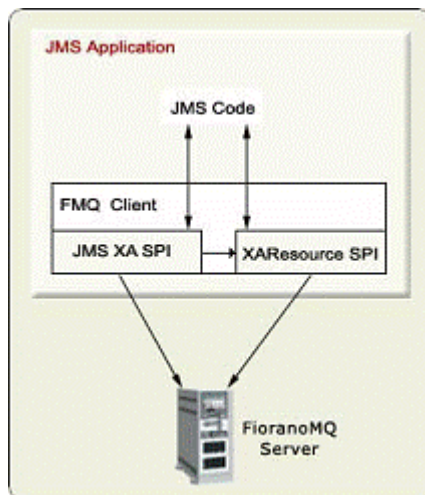 JMS Application
JMS Code
FMQ Client
JMS XA SPI
XAResource SPI
FioranoMQ
Server